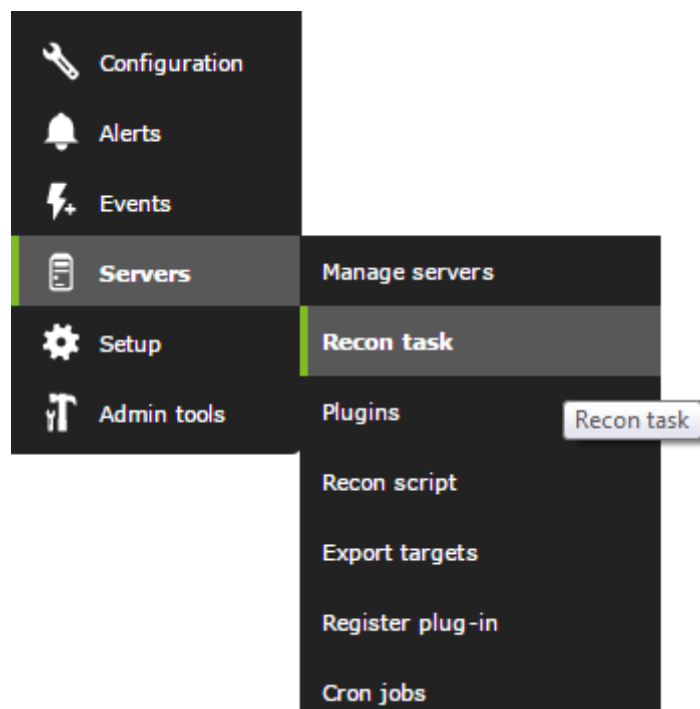 Configuration
Alerts
Events
Servers
Setup
Admin tools
Manage servers
Recon task
Plugins
Recon task
Recon script
Export targets
Register plug-in
Cron jobs